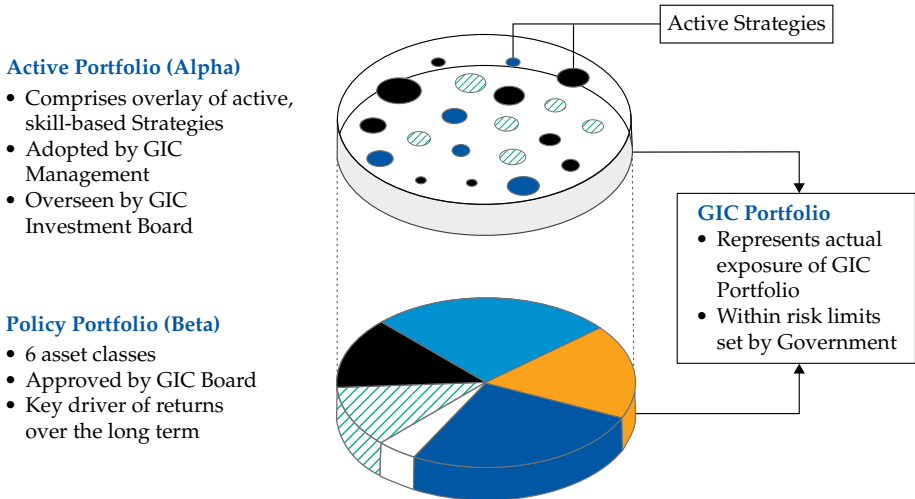 Active Strategies
Active Portfolio (Alpha)
• Comprises overlay of active,
skill-based Strategies
• Adopted by GIC
Management
• Overseen by GIC
Investment Board
GIC Portfolio
• Represents actual
exposure of GIC
Portfolio
• Within risk limits
set by Government
Policy Portfolio (Beta)
• 6 asset classes
• Approved by GIC Board
• Key driver of returns
over the long term